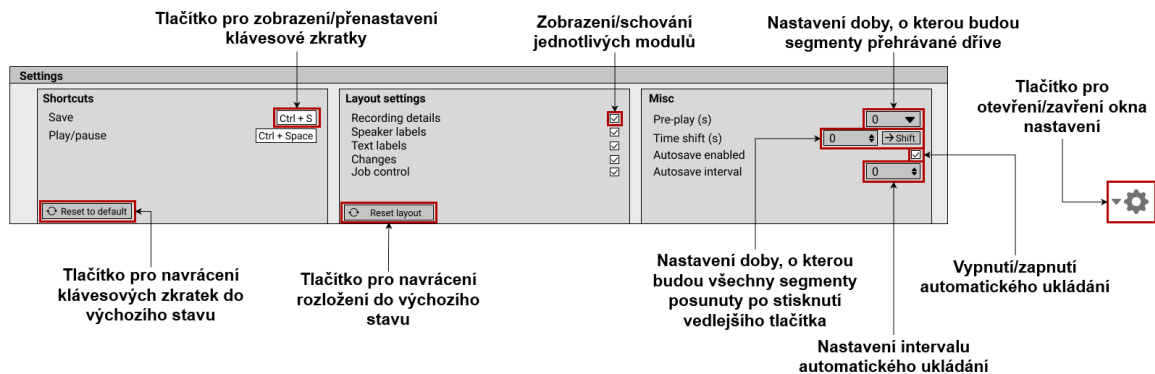 Tlačítko pro zobrazení/přenastavení
klávesové zkratky
Zobrazení/schování
jednotlivých modulů
Nastavení doby, o kterou budou
segmenty přehrávané dříve
Tlačítko pro
otevření/zavření okna
nastavení
Settings
Shortcuts
Save
Ctrl + S
Play/pause
Ctrl + Space
Reset to default
Layout settings
Recording details
Speaker labels
Text labels
Changes
Job control
Reset layout
Misc
Pre-play (s)
0
Time shift (s)
0
→ Shift
Autosave enabled
Autosave interval
0
Tlačítko pro navrácení
klávesových zkratek do
výchozího stavu
Tlačítko pro navrácení
rozložení do výchozího
stavu
Nastavení doby, o kterou
budou všechny segmenty
posunuty po stisknutí
vedlejšího tlačítka
Vypnutí/zapnutí
automatického ukládání
Nastavení intervalu
automatického ukládání